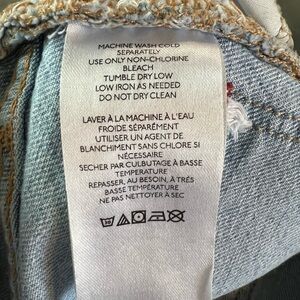 MACHINE WASH COLD
SEPARATELY
USE ONLY NON-CHLORINE
BLEACH
TUMBLE DRY LOW
LOW IRON AS NEEDED
DO NOT DRY CLEAN
LAVER À LA MACHINE À L'EAU
FROIDE SÉPARÉMENT
UTILISER UN AGENT DE
BLANCHIMENT SANS CHLORE SI
NÉCESSAIRE
SECHER PAR CULBUTAGE À BASSE
TEMPERATURE
REPASSER, AU BESOIN, À TRÈS
BASSE TEMPÉRATURE
NE PAS NETTOYER À SEC